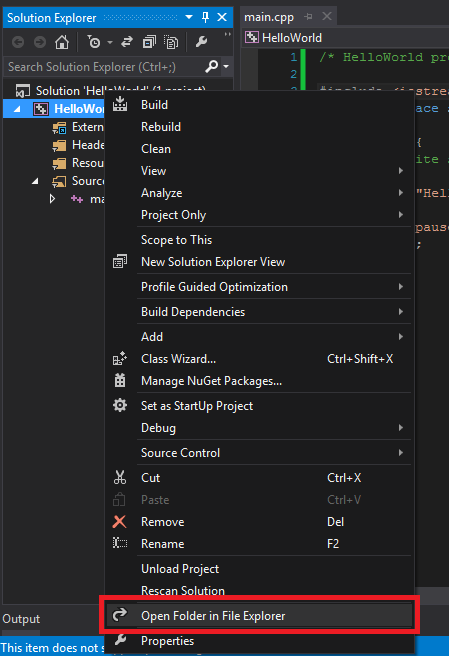 Solution Explorer
main.cpp
HelloWorld
Search Solution Explorer (Ctrl+;)
1 /* HelloWorld pro
2
Solution 'HelloWorld' (1 project)
#include <iostrea
HelloWo
ace
Extern
{
Heade
ite
Resou
Source
"Hel
ma
pause
;
Build
Rebuild
Clean
View
Analyze
Project Only
Scope to This
New Solution Explorer View
Profile Guided Optimization
Build Dependencies
Add
Class Wizard... Ctrl+Shift+X
Manage NuGet Packages...
Set as StartUp Project
Debug
Source Control
Cut Ctrl+X
Paste Ctrl+V
Remove Del
Rename F2
Unload Project
Rescan Solution
Open Folder in File Explorer
Properties
Output
This item does not s